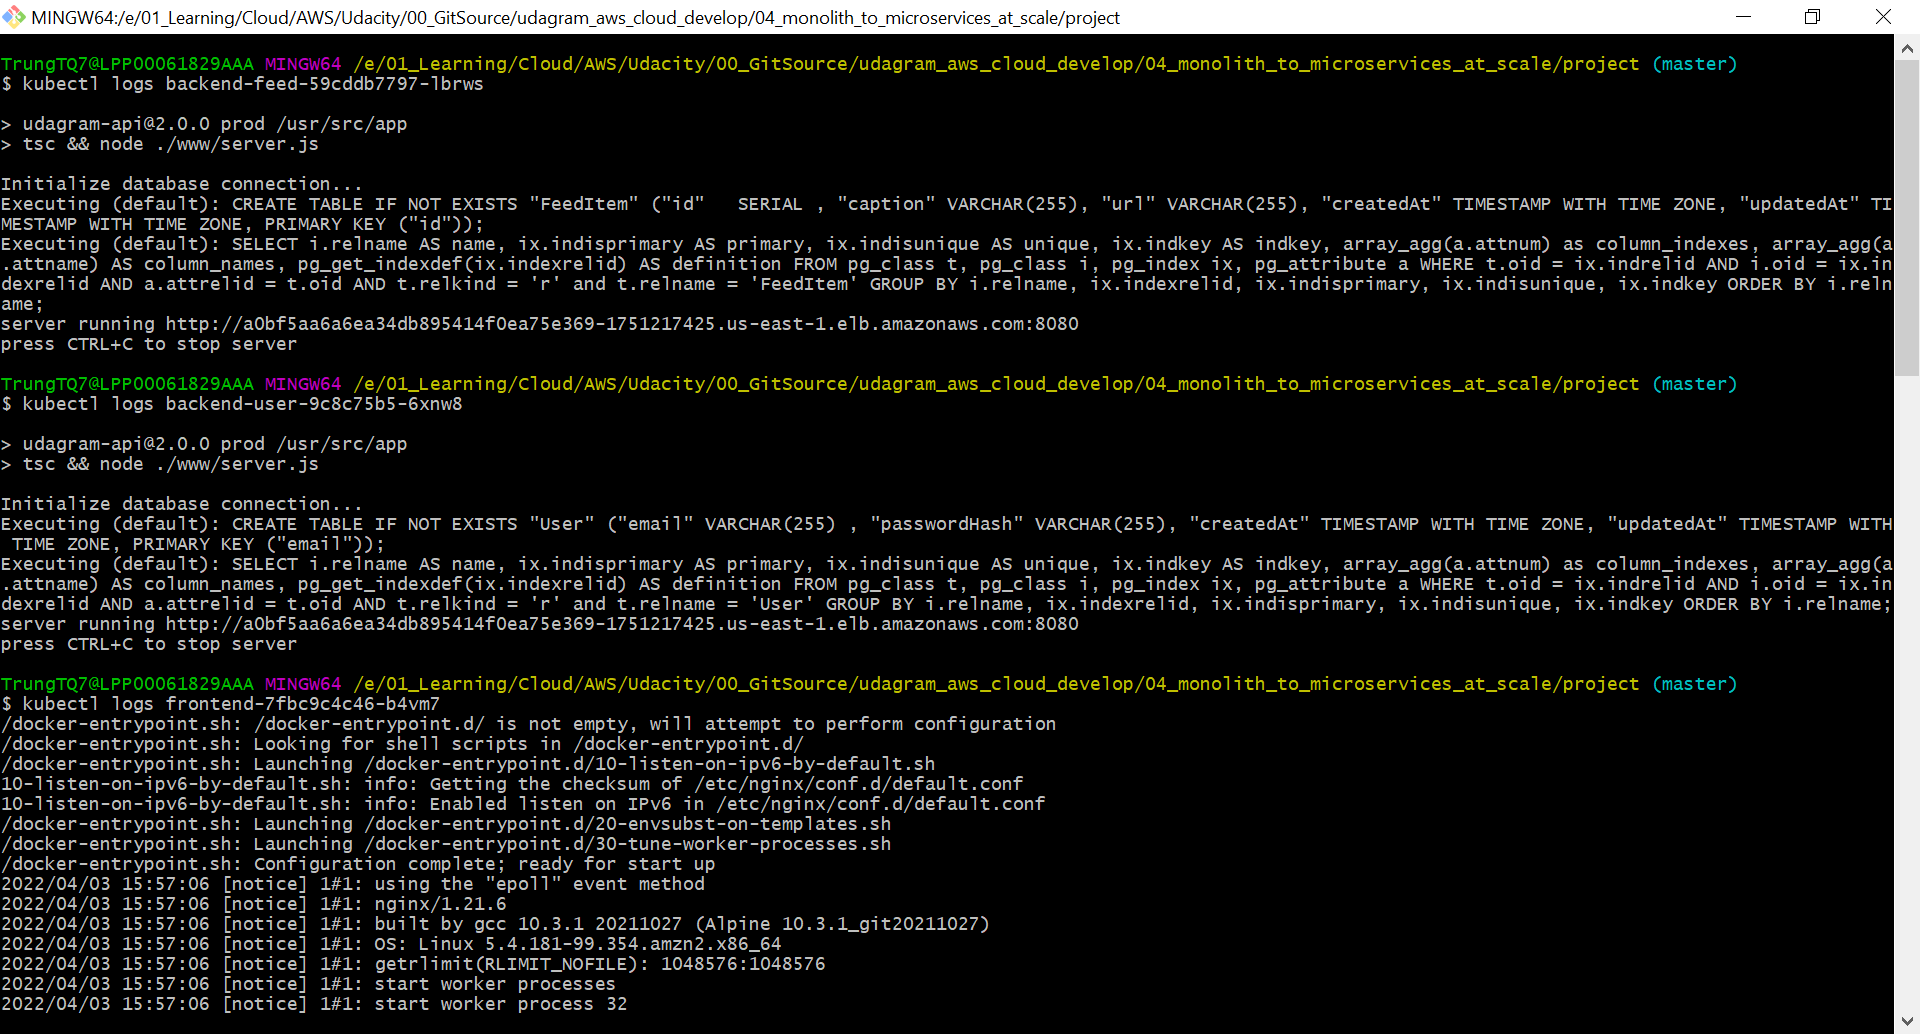 MINGW64:/e/01_Learning/Cloud/AWS/Udacity/00_GitSource/udagram_aws_cloud_develop/04_monolith_to_microservices_at_scale/project
TrungTQ7@LPP00061829AAA MINGW64 /e/01_Learning/Cloud/AWS/Udacity/00_GitSource/udagram_aws_cloud_develop/04_monolith_to_microservices_at_scale/project (master)
$ kubectl logs backend-feed-59cddb7797-lbrws
> udagram-api@2.0.0 prod /usr/src/app
> tsc && node ./www/server.js
Initialize database connection...
Executing (default): CREATE TABLE IF NOT EXISTS "FeedItem" ("id"   SERIAL , "caption" VARCHAR(255), "url" VARCHAR(255), "createdAt" TIMESTAMP WITH TIME ZONE, "updatedAt" TI
MESTAMP WITH TIME ZONE, PRIMARY KEY ("id"));
Executing (default): SELECT i.relname AS name, ix.indisprimary AS primary, ix.indisunique AS unique, ix.indkey AS indkey, array_agg(a.attnum) as column_indexes, array_agg(a
.attname) AS column_names, pg_get_indexdef(ix.indexrelid) AS definition FROM pg_class t, pg_class i, pg_index ix, pg_attribute a WHERE t.oid = ix.indrelid AND i.oid = ix.in
dexrelid AND a.attrelid = t.oid AND t.relkind = 'r' and t.relname = 'FeedItem' GROUP BY i.relname, ix.indexrelid, ix.indisprimary, ix.indisunique, ix.indkey ORDER BY i.reln
ame;
server running http://a0bf5aa6a6ea34db895414f0ea75e369-1751217425.us-east-1.elb.amazonaws.com:8080
press CTRL+C to stop server
TrungTQ7@LPP00061829AAA MINGW64 /e/01_Learning/Cloud/AWS/Udacity/00_GitSource/udagram_aws_cloud_develop/04_monolith_to_microservices_at_scale/project (master)
$ kubectl logs backend-user-9c8c75b5-6xnw8
> udagram-api@2.0.0 prod /usr/src/app
> tsc && node ./www/server.js
Initialize database connection...
Executing (default): CREATE TABLE IF NOT EXISTS "User" ("email" VARCHAR(255) , "passwordHash" VARCHAR(255), "createdAt" TIMESTAMP WITH TIME ZONE, "updatedAt" TIMESTAMP WITH
 TIME ZONE, PRIMARY KEY ("email"));
Executing (default): SELECT i.relname AS name, ix.indisprimary AS primary, ix.indisunique AS unique, ix.indkey AS indkey, array_agg(a.attnum) as column_indexes, array_agg(a
.attname) AS column_names, pg_get_indexdef(ix.indexrelid) AS definition FROM pg_class t, pg_class i, pg_index ix, pg_attribute a WHERE t.oid = ix.indrelid AND i.oid = ix.in
dexrelid AND a.attrelid = t.oid AND t.relkind = 'r' and t.relname = 'User' GROUP BY i.relname, ix.indexrelid, ix.indisprimary, ix.indisunique, ix.indkey ORDER BY i.relname;
server running http://a0bf5aa6a6ea34db895414f0ea75e369-1751217425.us-east-1.elb.amazonaws.com:8080
press CTRL+C to stop server
TrungTQ7@LPP00061829AAA MINGW64 /e/01_Learning/Cloud/AWS/Udacity/00_GitSource/udagram_aws_cloud_develop/04_monolith_to_microservices_at_scale/project (master)
$ kubectl logs frontend-7fbc9c4c46-b4vm7
/docker-entrypoint.sh: /docker-entrypoint.d/ is not empty, will attempt to perform configuration
/docker-entrypoint.sh: Looking for shell scripts in /docker-entrypoint.d/
/docker-entrypoint.sh: Launching /docker-entrypoint.d/10-listen-on-ipv6-by-default.sh
10-listen-on-ipv6-by-default.sh: info: Getting the checksum of /etc/nginx/conf.d/default.conf
10-listen-on-ipv6-by-default.sh: info: Enabled listen on IPv6 in /etc/nginx/conf.d/default.conf
/docker-entrypoint.sh: Launching /docker-entrypoint.d/20-envsubst-on-templates.sh
/docker-entrypoint.sh: Launching /docker-entrypoint.d/30-tune-worker-processes.sh
/docker-entrypoint.sh: Configuration complete; ready for start up
2022/04/03 15:57:06 [notice] 1#1: using the "epoll" event method
2022/04/03 15:57:06 [notice] 1#1: nginx/1.21.6
2022/04/03 15:57:06 [notice] 1#1: built by gcc 10.3.1 20211027 (Alpine 10.3.1_git20211027)
2022/04/03 15:57:06 [notice] 1#1: OS: Linux 5.4.181-99.354.amzn2.x86_64
2022/04/03 15:57:06 [notice] 1#1: getrlimit(RLIMIT_NOFILE): 1048576:1048576
2022/04/03 15:57:06 [notice] 1#1: start worker processes
2022/04/03 15:57:06 [notice] 1#1: start worker process 32